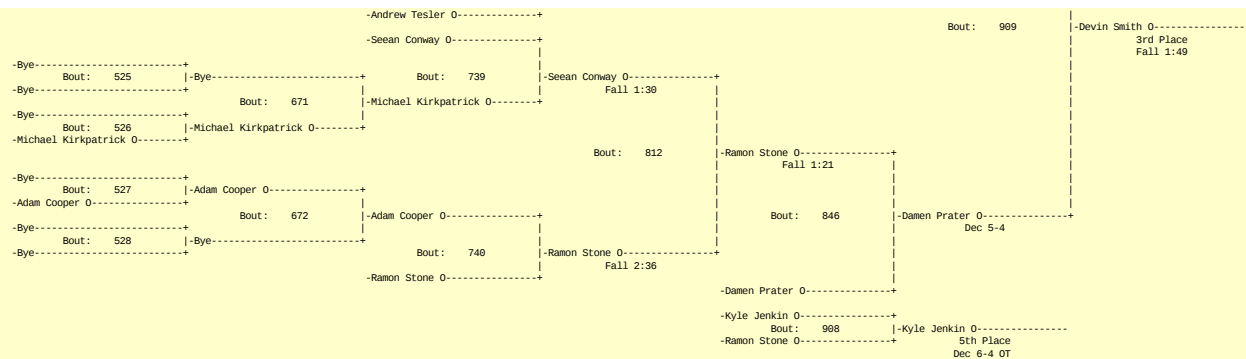 -Andrew Tesler O---------------+ |
Bout: 909 |-Devin Smith O----------------
-Seean Conway O---------------+ | 3rd Place
| | Fall 1:49
-Bye--------------------------+ | |
Bout: 525 |-Bye--------------------------+ Bout: 739 |-Seean Conway O---------------+ |
-Bye--------------------------+ | | Fall 1:30 | |
Bout: 671 |-Michael Kirkpatrick O--------+ | |
-Bye--------------------------+ | | |
Bout: 526 |-Michael Kirkpatrick O--------+ | |
-Michael Kirkpatrick O--------+ | |
Bout: 812 |-Ramon Stone O----------------+ |
| Fall 1:21 | |
-Bye--------------------------+ | | |
Bout: 527 |-Adam Cooper O----------------+ | | |
-Adam Cooper O----------------+ | | | |
Bout: 672 |-Adam Cooper O----------------+ | Bout: 846 |-Damen Prater O---------------+
-Bye--------------------------+ | | | | Dec 5-4
Bout: 528 |-Bye--------------------------+ | | |
-Bye--------------------------+ Bout: 740 |-Ramon Stone O----------------+ |
| Fall 2:36 |
-Ramon Stone O----------------+ |
-Damen Prater O---------------+
-Kyle Jenkin O----------------+
Bout: 908 |-Kyle Jenkin O----------------
-Ramon Stone O----------------+ 5th Place
Dec 6-4 OT